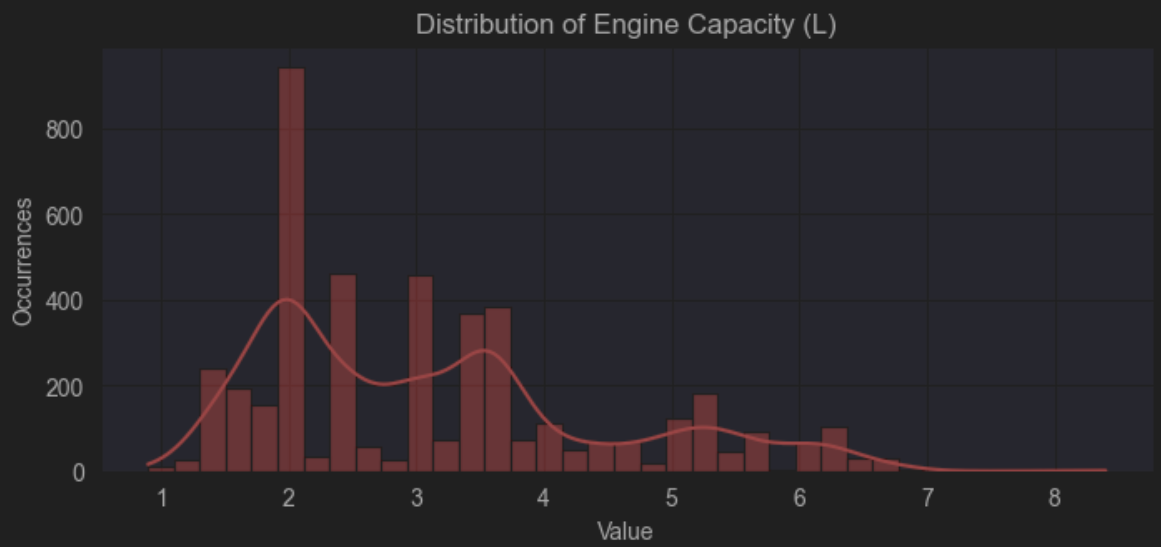 Distribution of Engine Capacity (L)
800
600
400
200
0
Occurrences
1 2 3 4 5 6 7 8
Value